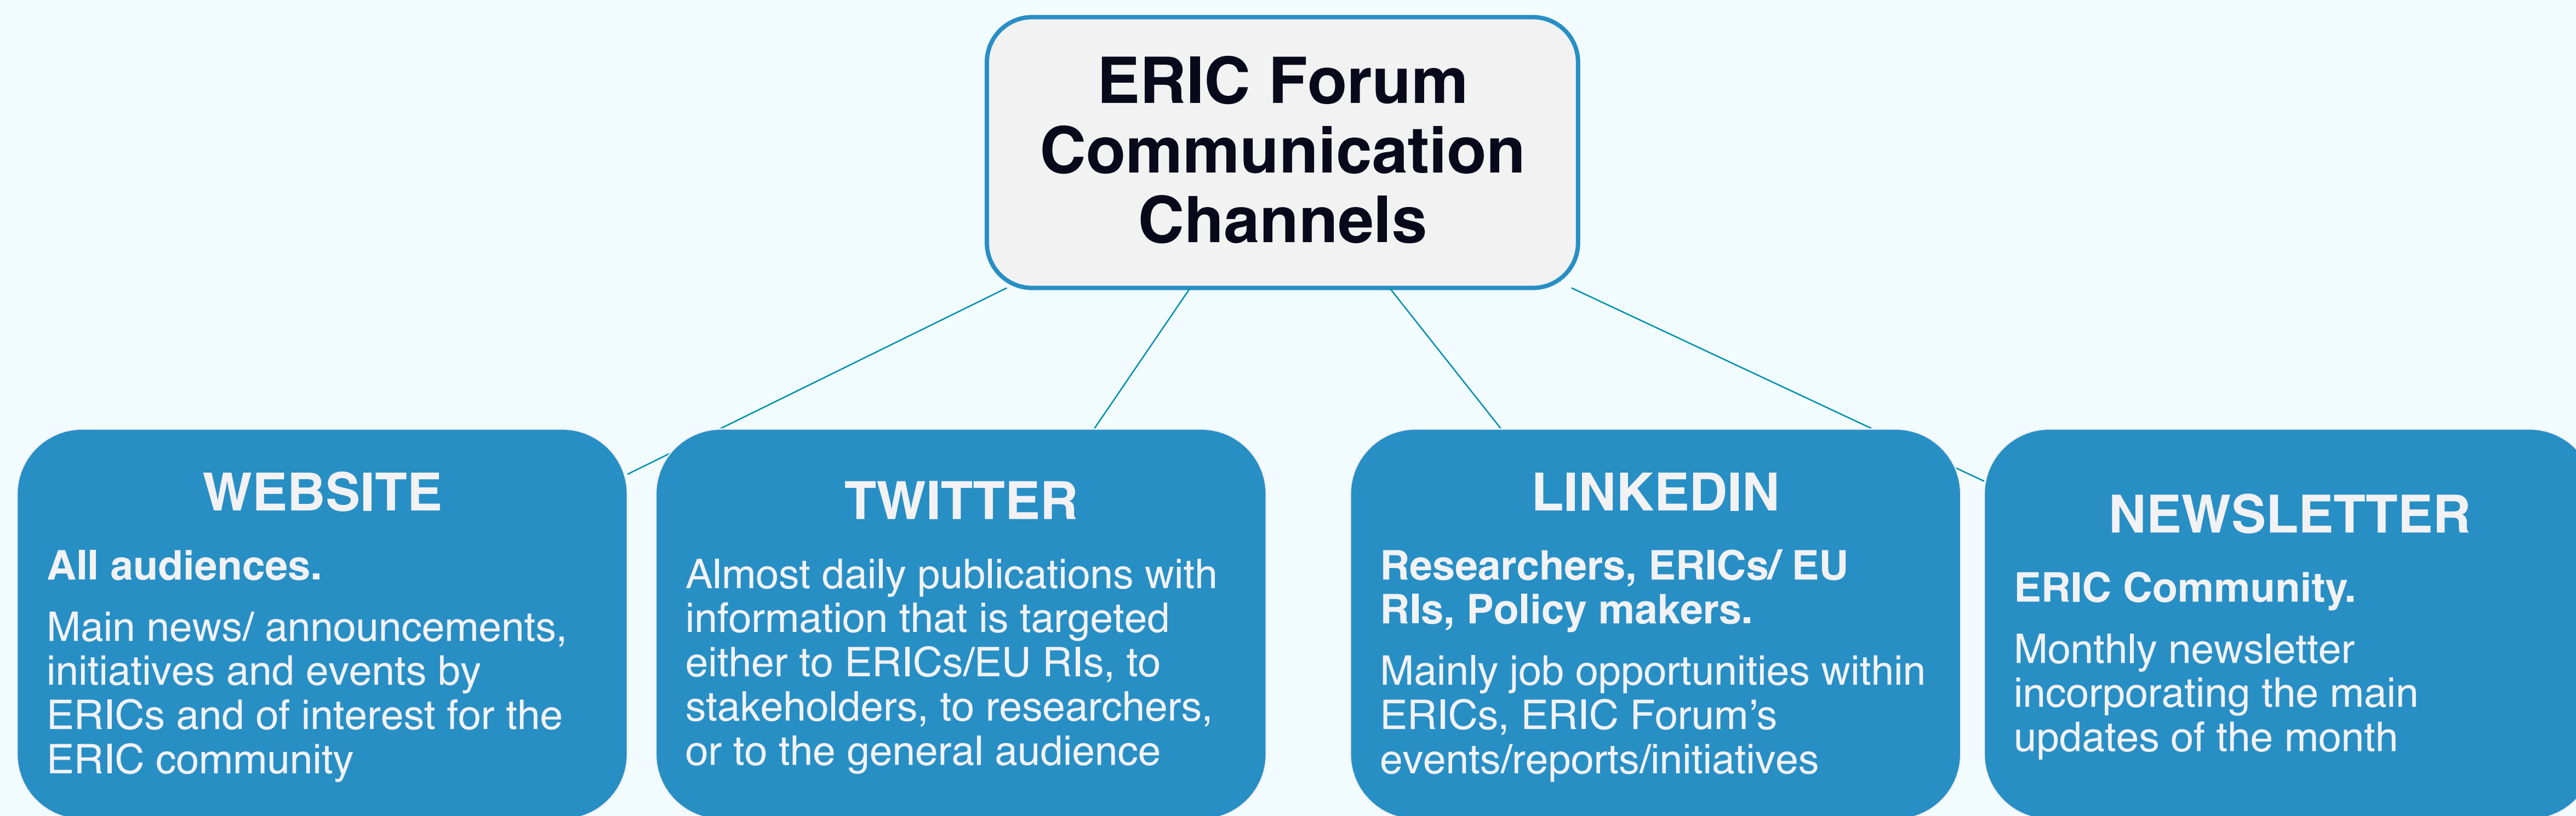 ERIC Forum
Communication
Channels
WEBSITE
All audiences.
Main news/ announcements,
initiatives and events by
ERICs and of interest for the
ERIC community
TWITTER
Almost daily publications with
information that is targeted
either to ERICs/EU RIs, to
stakeholders, to researchers,
or to the general audience
LINKEDIN
Researchers, ERICs/ EU
RIs, Policy makers.
Mainly job opportunities within
ERICs, ERIC Forum’s
events/reports/initiatives
NEWSLETTER
ERIC Community.
Monthly newsletter
incorporating the main
updates of the month